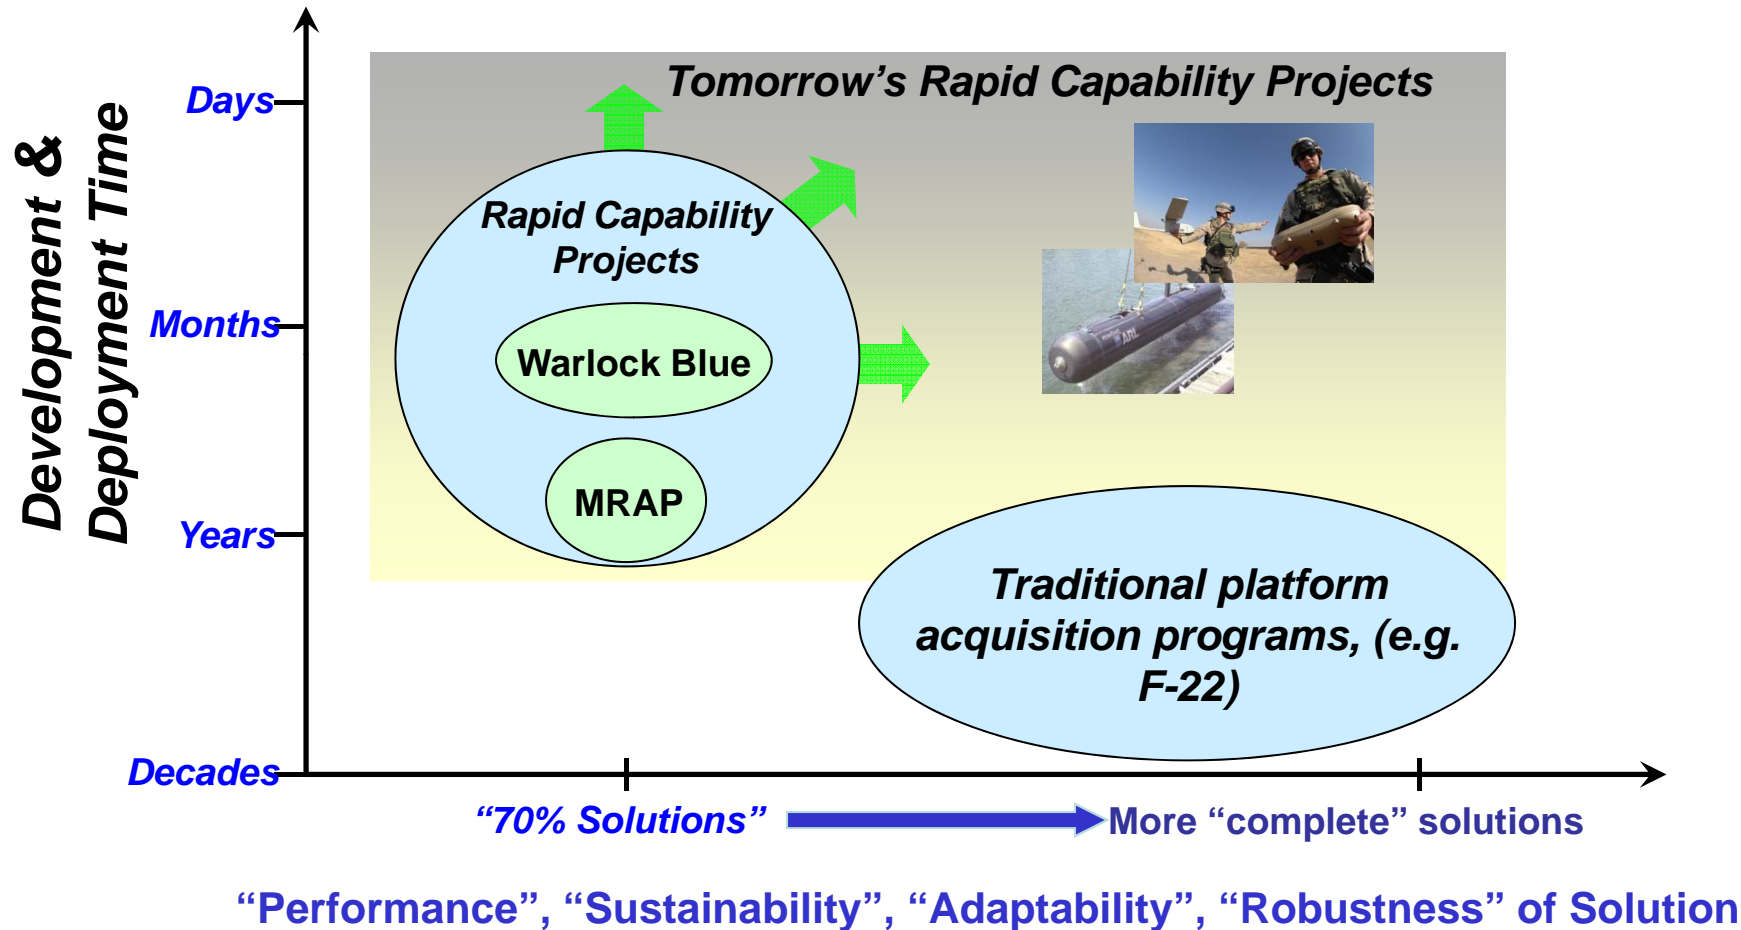 Development &
Deployment Time
Days
Months
Years
Decades
Tomorrow’s Rapid Capability Projects
Rapid Capability
Projects
Warlock Blue
MRAP
ARL
Traditional platform
acquisition programs, (e.g.
F-22)
“70% Solutions”
More “complete” solutions
“Performance”, “Sustainability”, “Adaptability”, “Robustness” of Solution